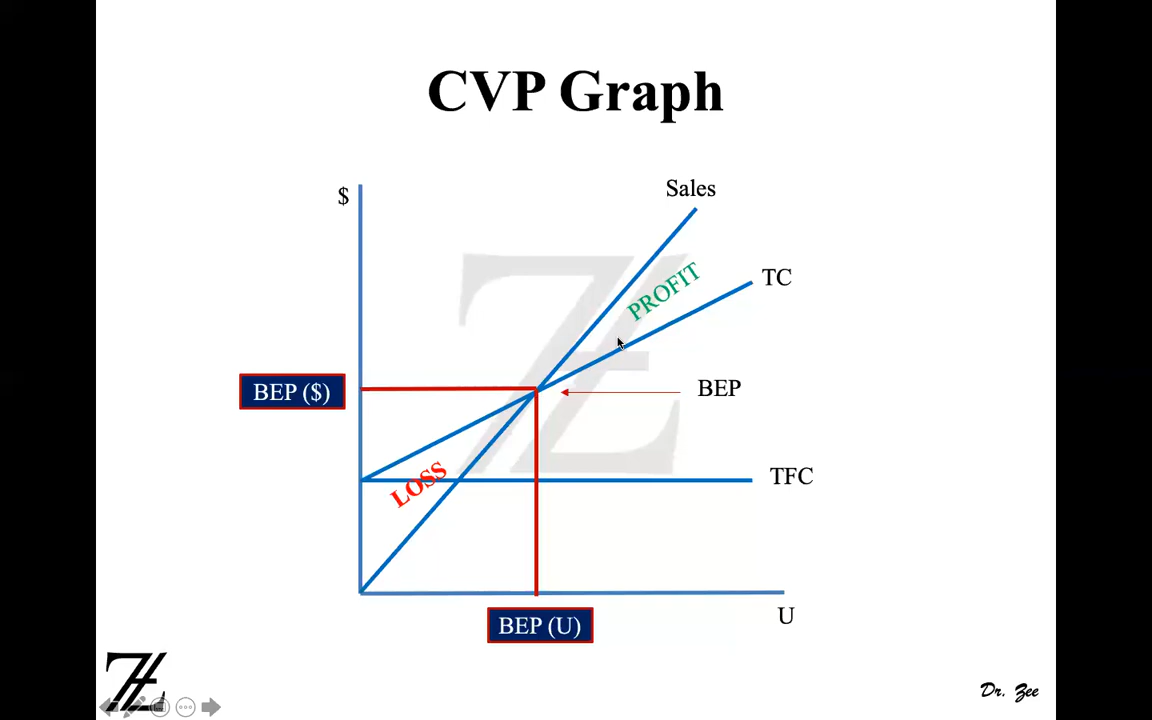 CVP Graph
$
Sales
PROFIT
TC
BEP ($)
BEP
LOSS
TFC
BEP (U)
U
Dr. Zee